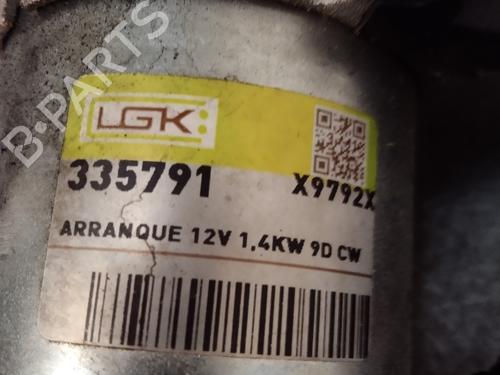 B-PARTS
LGK
335791 X9792X
ARRANQUE 12V 1,4KW 9D CW